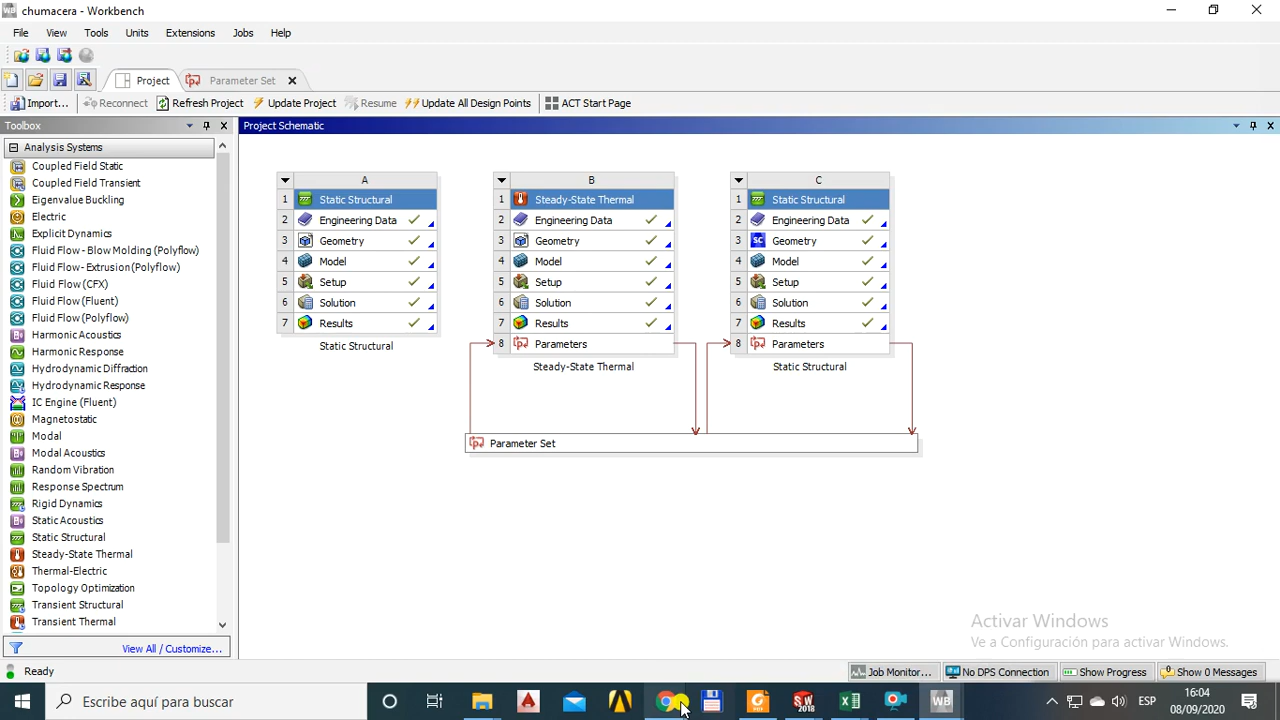 chumacera - Workbench
File View Tools Units Extensions Jobs Help
Project Parameter Set
Import... Reconnect Refresh Project Update Project Resume Update All Design Points ACT Start Page
Toolbox
Project Schematic
Analysis Systems
Coupled Field Static
Coupled Field Transient
Eigenvalue Buckling
Electric
Explicit Dynamics
Fluid Flow - Blow Molding (Polyflow)
Fluid Flow - Extrusion (Polyflow)
Fluid Flow (CFX)
Fluid Flow (Fluent)
Fluid Flow (Polyflow)
Harmonic Acoustics
Harmonic Response
Hydrodynamic Diffraction
Hydrodynamic Response
IC Engine (Fluent)
Magnetostatic
Modal
Modal Acoustics
Random Vibration
Response Spectrum
Rigid Dynamics
Static Acoustics
Static Structural
Steady-State Thermal
Thermal-Electric
Topology Optimization
Transient Structural
Transient Thermal
View All / Customize...
A
1 Static Structural
2 Engineering Data
3 Geometry
4 Model
5 Setup
6 Solution
7 Results
Static Structural
B
1 Steady-State Thermal
2 Engineering Data
3 Geometry
4 Model
5 Setup
6 Solution
7 Results
8 Parameters
Steady-State Thermal
C
1 Static Structural
2 Engineering Data
3 SC Geometry
4 Model
5 Setup
6 Solution
7 Results
8 Parameters
Static Structural
Parameter Set
Activar Windows
Ve a Configuración para activar Windows.
Ready
Job Monitor... No DPS Connection Show Progress Show 0 Messages
Escribe aquí para buscar
ESP
16:04
08/09/2020